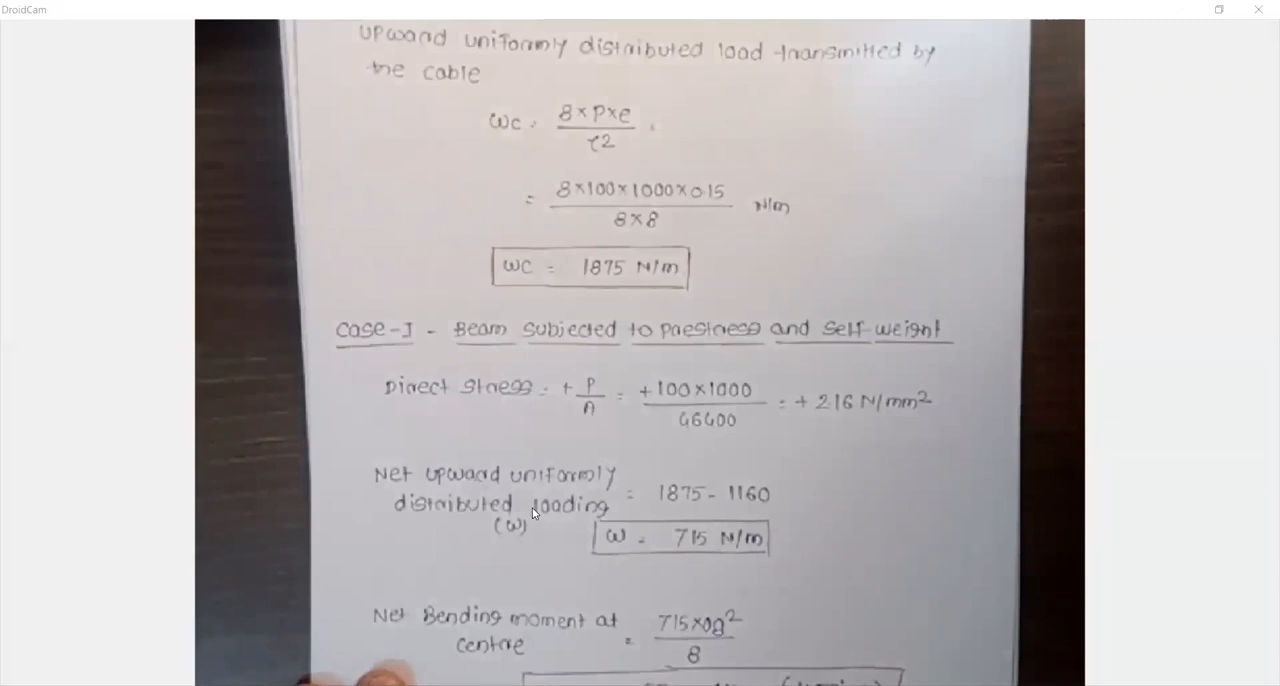 DroidCam
Upward uniformly distributed load transmitted by
the cable
wc = 8×P×e / l2
= 8×100×1000×0.15 / 8×8 N/m
wc = 1875 N/m
Case-I - Beam Subjected to Prestress and Self-weight
Direct Stress = + P/A = +100×1000 / 46400 = + 2.16 N/mm2
Net upward uniformly
distributed loading = 1875 - 1160
(w)
w = 715 N/m
Net Bending moment at
centre = 715×8^2 / 8